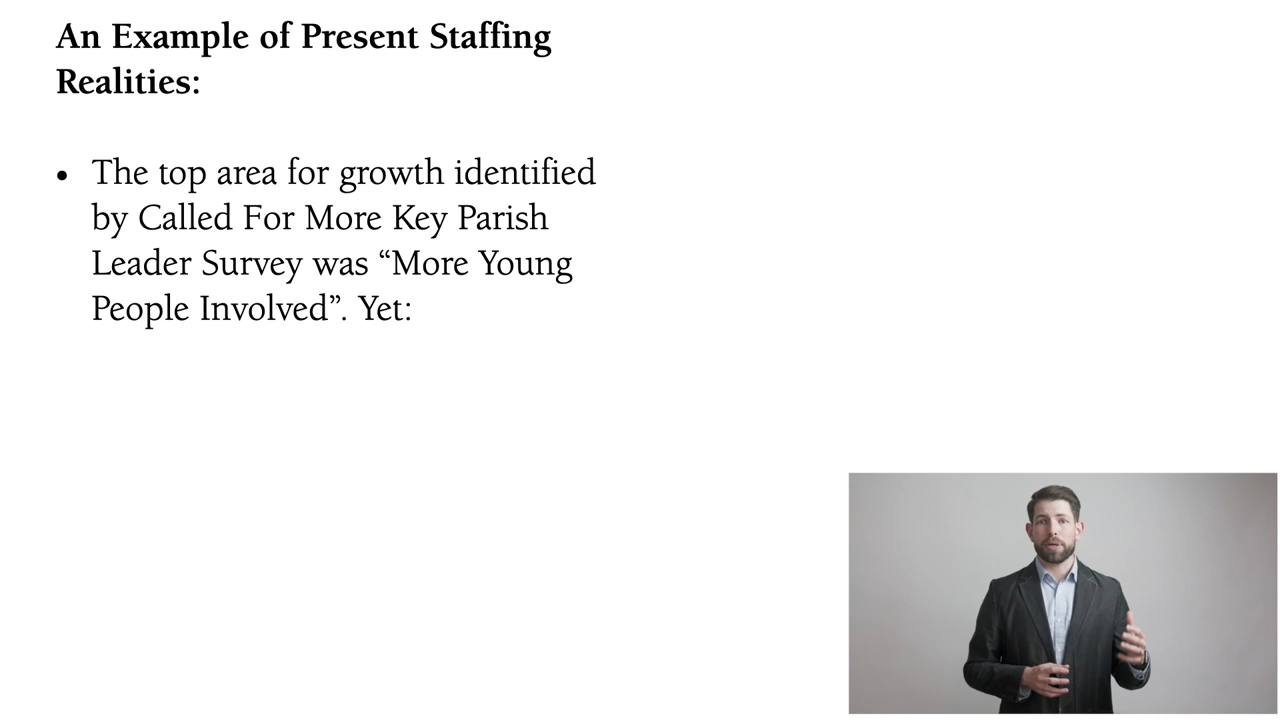 An Example of Present Staffing
Realities:
• The top area for growth identified
by Called For More Key Parish
Leader Survey was “More Young
People Involved”. Yet: